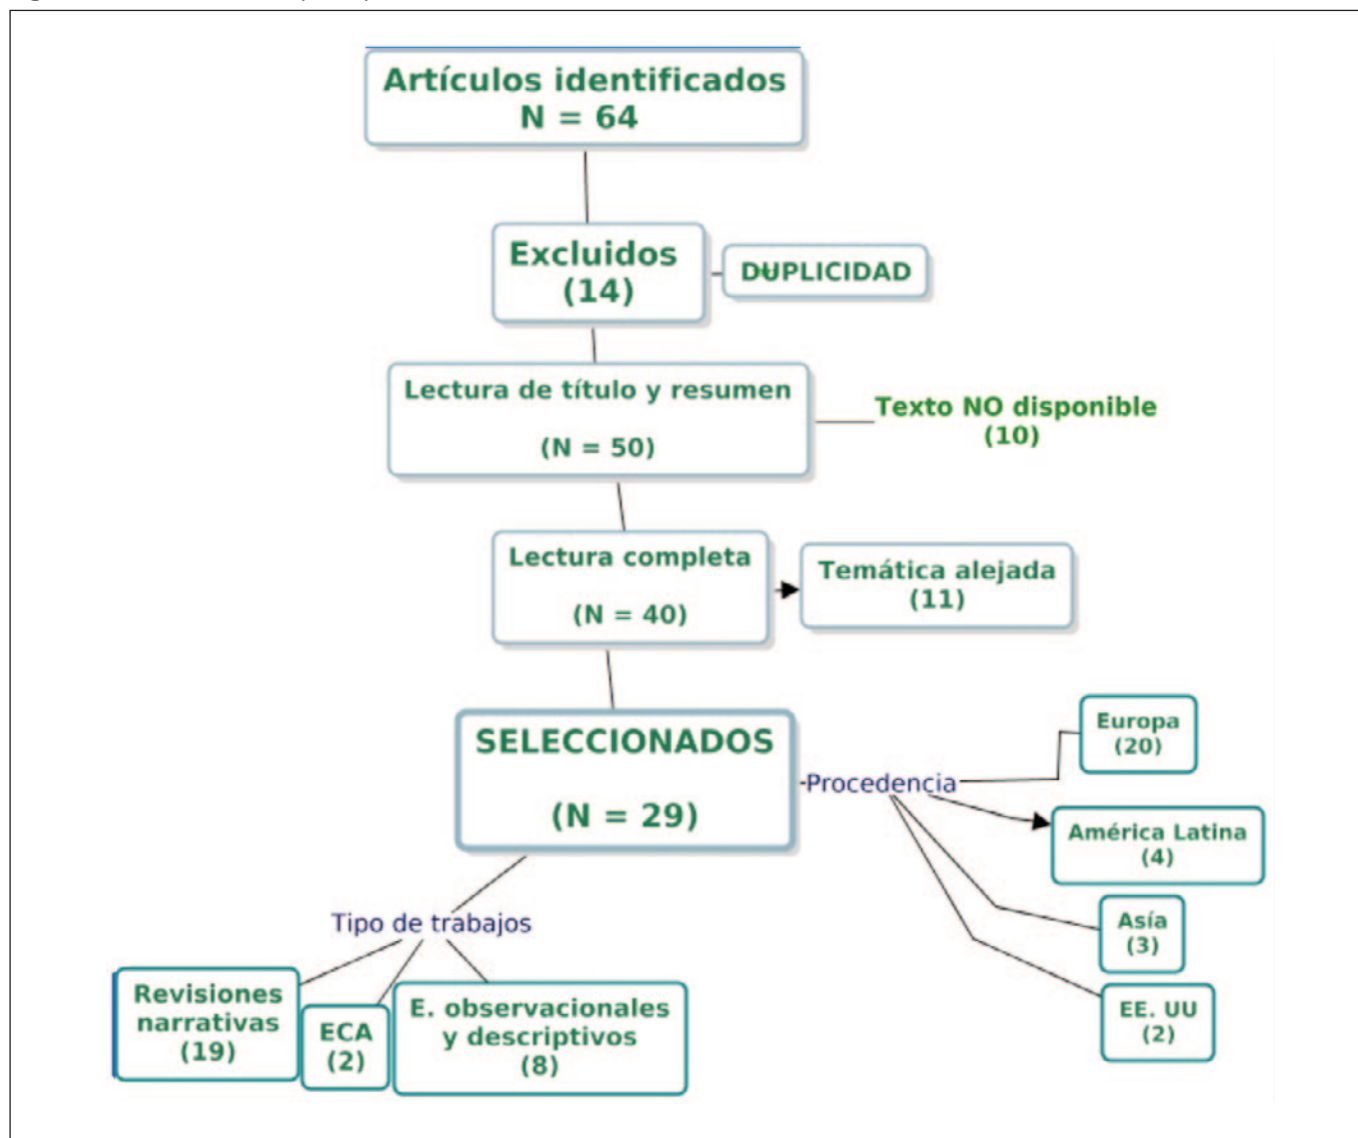 Artículos identificados
N = 64
Excluidos
(14)
DUPLICIDAD
Lectura de título y resumen
(N = 50)
Texto NO disponible
(10)
Lectura completa
(N = 40)
Temática alejada
(11)
SELECCIONADOS
(N = 29)
Procedencia
Europa
(20)
América Latina
(4)
Asía
(3)
EE. UU
(2)
Tipo de trabajos
Revisiones
narrativas
(19)
ECA
(2)
E. observacionales
y descriptivos
(8)